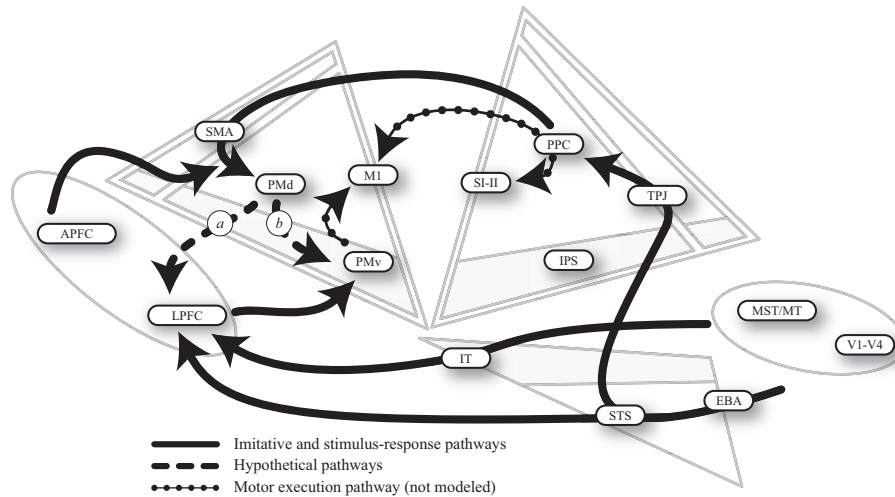 SMA
PPC
M1
SI-II
PMd
TPJ
APFC
a
b
PMv
IPS
LPFC
MST/MT
V1-V4
IT
EBA
STS
Imitative and stimulus-response pathways
Hypothetical pathways
Motor execution pathway (not modeled)